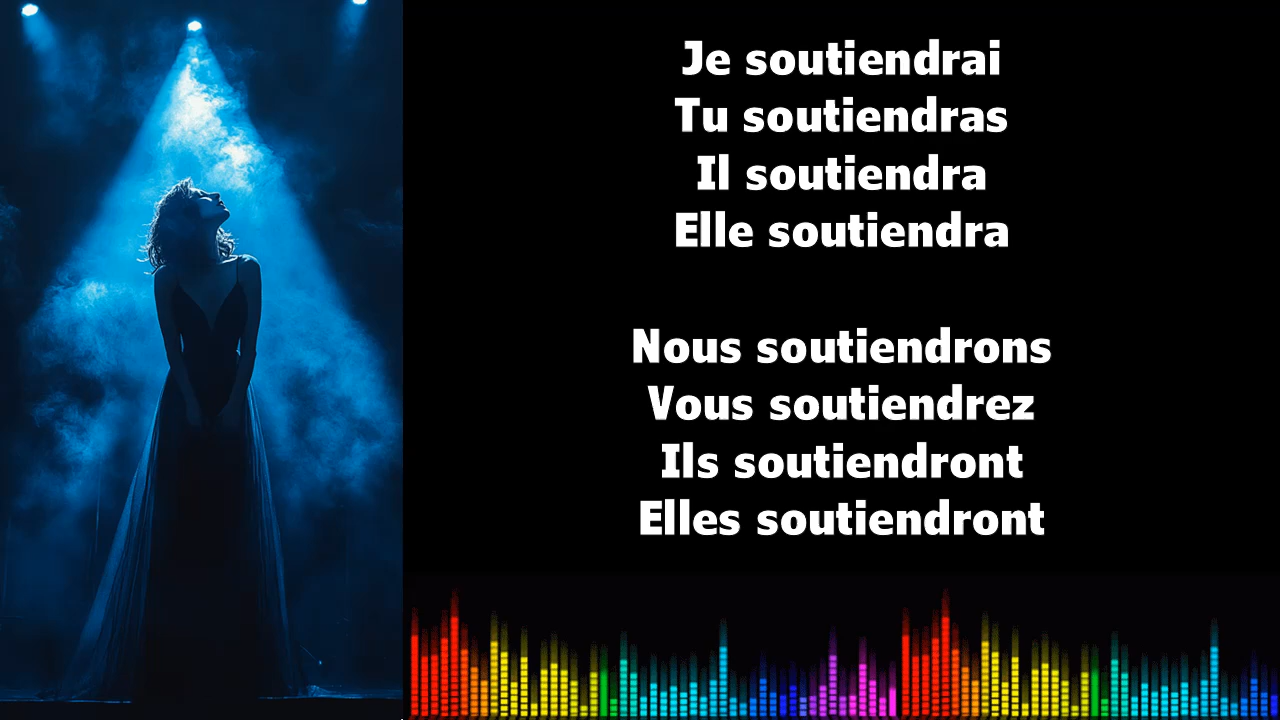 Je soutiendrai
Tu soutiendras
Il soutiendra
Elle soutiendra
Nous soutiendrons
Vous soutiendrez
Ils soutiendront
Elles soutiendront